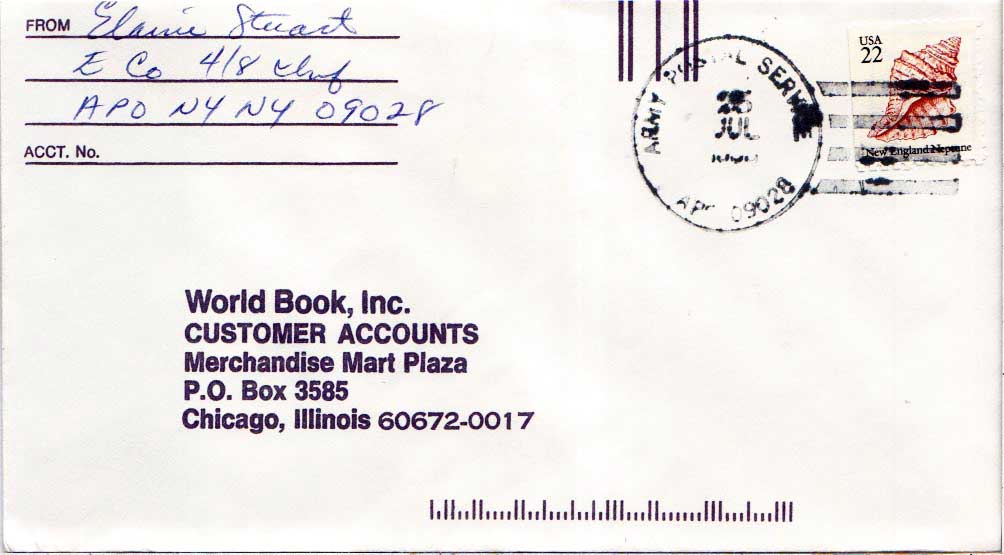 FROM Elaine Stuart
E Co 4/8 Inf
APO NY NY 09028
ACCT. No.
ARMY POSTAL SERVICE
JUL
APO 09028
USA
22
New England Neptune
World Book, Inc.
CUSTOMER ACCOUNTS
Merchandise Mart Plaza
P.O. Box 3585
Chicago, Illinois 60672-0017